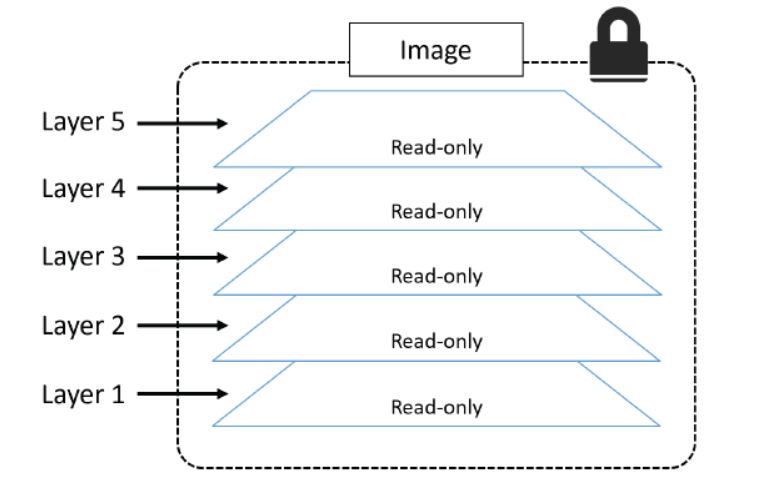 Image
Layer 5
Read-only
Layer 4
Read-only
Layer 3
Read-only
Layer 2
Read-only
Layer 1
Read-only